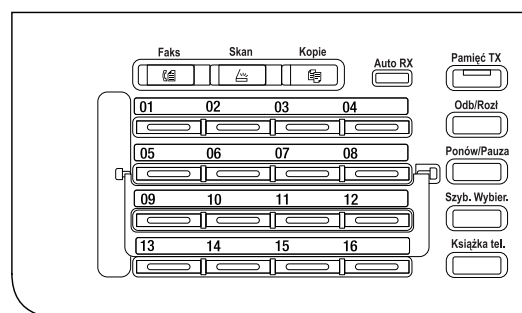 Faks Skan Kopie
Auto RX
Pamięć TX
01 02 03 04
Odb/Rozł
05 06 07 08
Ponów/Pauza
09 10 11 12
Szyb. Wybier.
13 14 15 16
Książka tel.